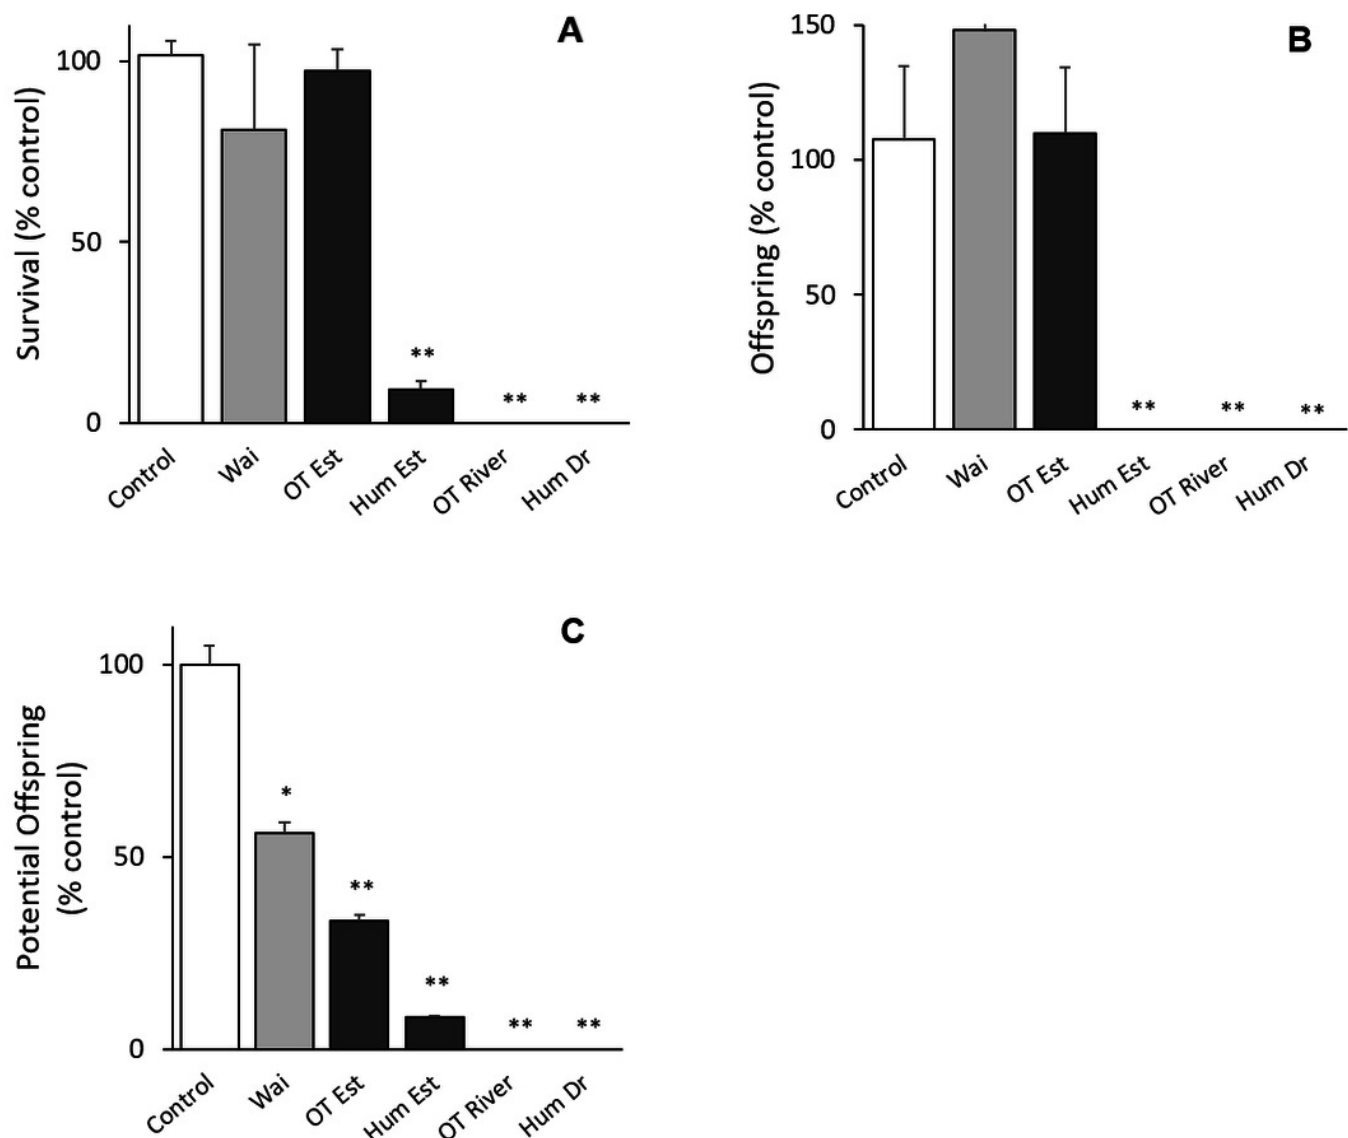 A
Survival (% control)
100
50
0
**
**
**
Control
Wai
OT Est
Hum Est
OT River
Hum Dr
B
Offspring (% control)
150
100
50
0
**
**
**
Control
Wai
OT Est
Hum Est
OT River
Hum Dr
C
Potential Offspring
(% control)
100
50
0
*
**
**
**
**
Control
Wai
OT Est
Hum Est
OT River
Hum Dr